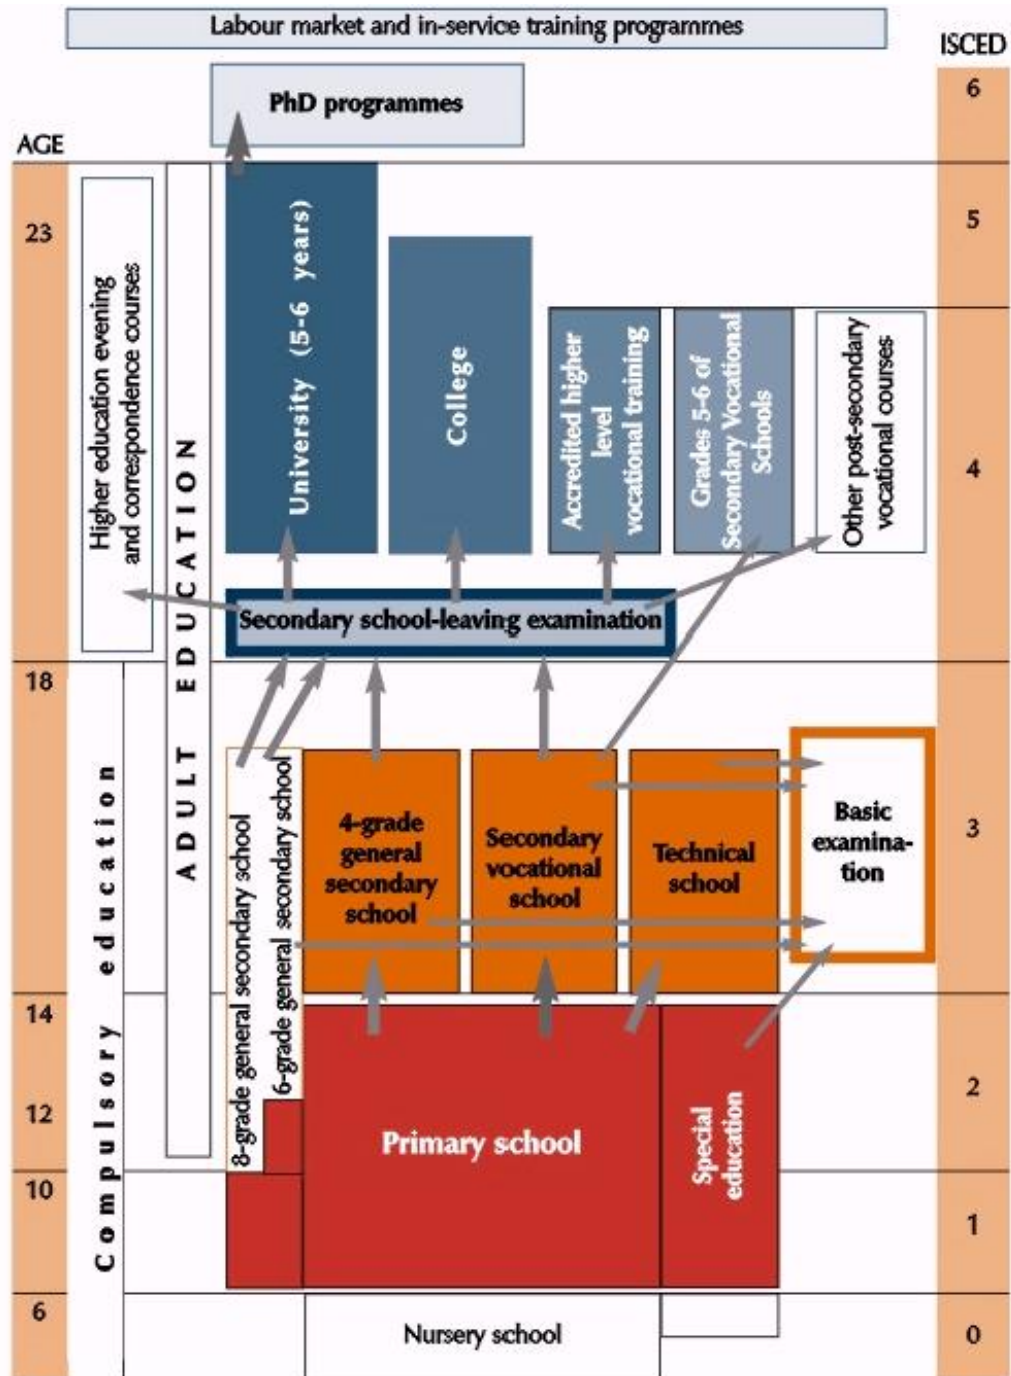 Labour market and in-service training programmes
ISCED
PhD programmes
6
AGE
23
5
Higher education evening
and correspondence courses
ADULT EDUCATION
University (5-6 years)
College
Accredited higher
level
vocational training
Grades 5-6 of
Secondary Vocational
Schools
Other post-secondary
vocational courses
4
Secondary school-leaving examination
18
Compulsory education
8-grade general secondary school
6-grade general secondary school
4-grade
general
secondary
school
Secondary
vocational
school
Technical
school
Basic
examina-
tion
3
14
12
Primary school
Special
education
2
10
1
6
Nursery school
0